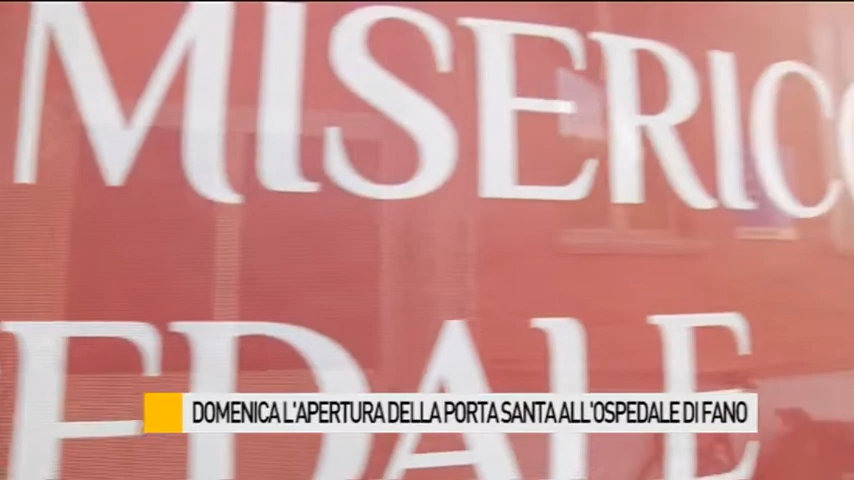 MISERICO
EDALE
DOMENICA L'APERTURA DELLA PORTA SANTA ALL'OSPEDALE DI FANO